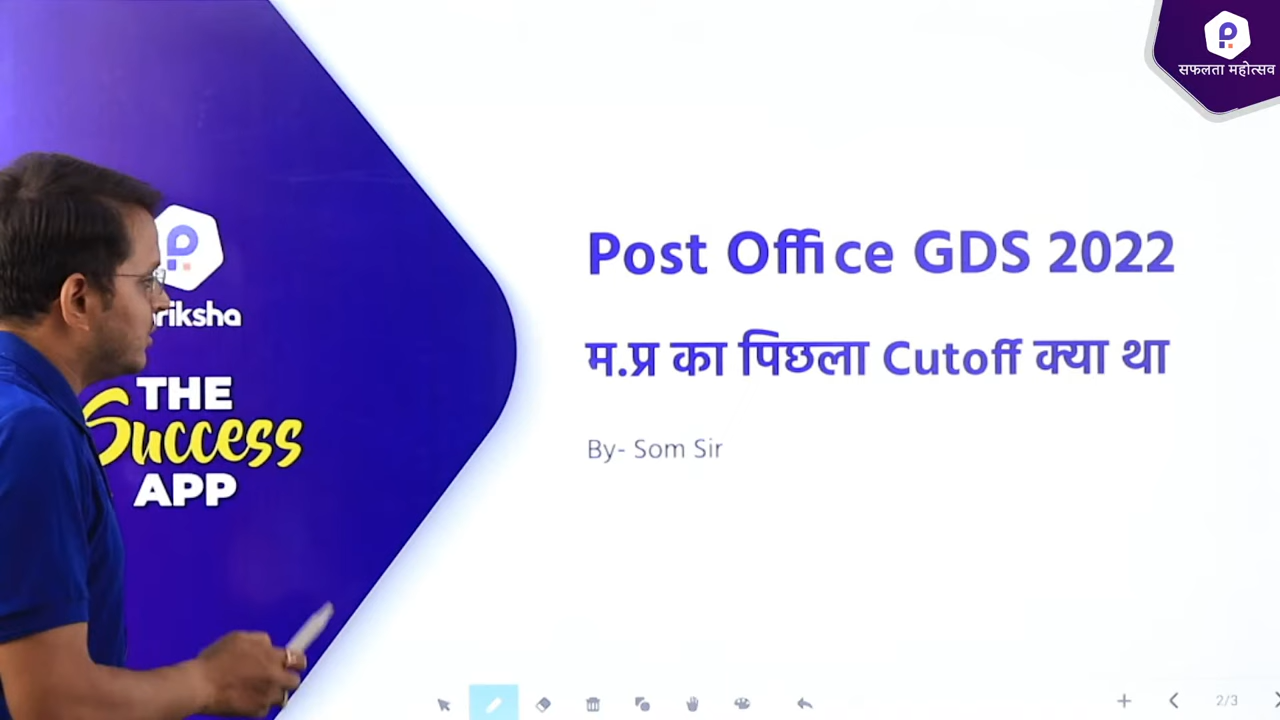 सफलता महोत्सव
Post Office GDS 2022
म.प्र का पिछला Cutoff क्या था
By- Som Sir
riksha
THE
Success
APP
2/3